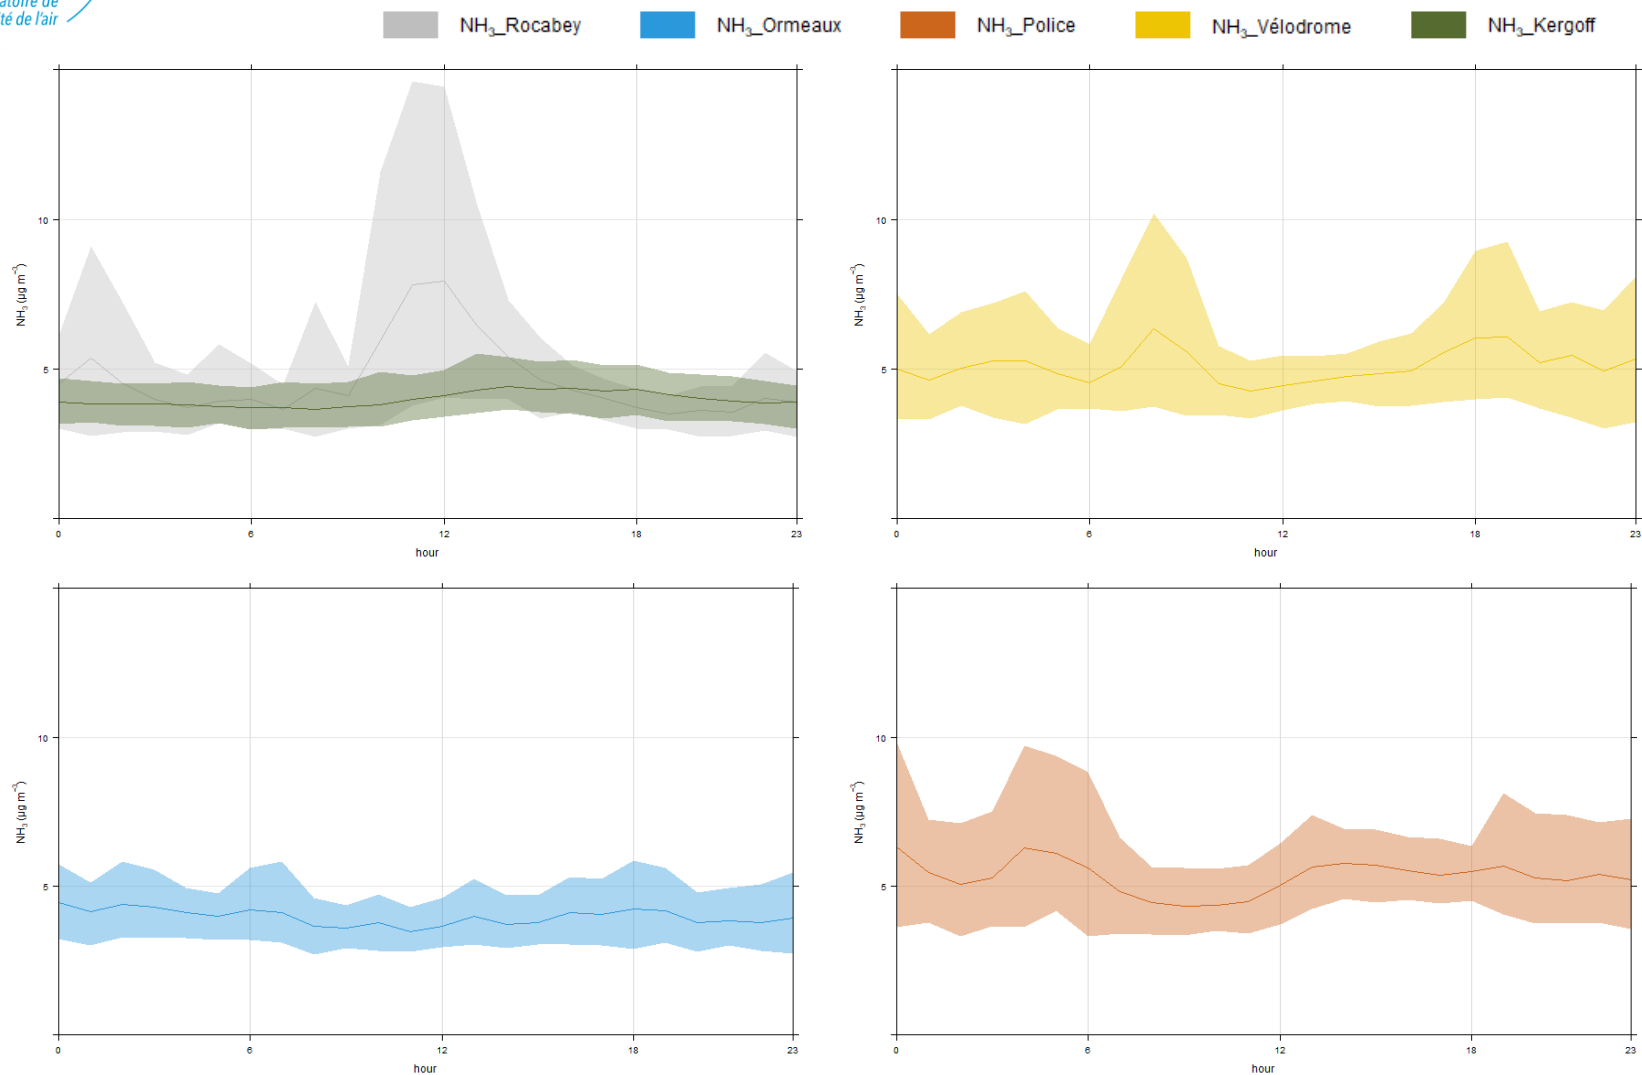 de
té de l'air
NH₃_Rocabey
NH₃_Ormeaux
NH₃_Police
NH₃_Vélodrome
NH₃_Kergoff
NH₃ (µg m⁻³)
10
5
0
6
12
18
23
hour
NH₃ (µg m⁻³)
10
5
0
6
12
18
23
hour
NH₃ (µg m⁻³)
10
5
0
6
12
18
23
hour
NH₃ (µg m⁻³)
10
5
0
6
12
18
23
hour